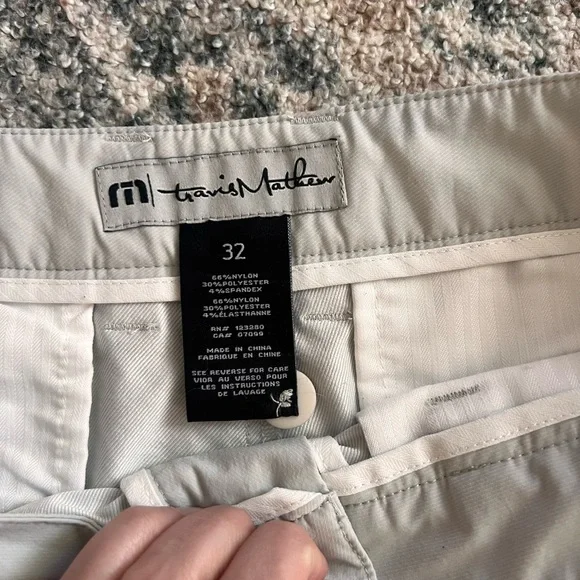 travisMathew
32
66%NYLON
30%POLYESTER
4%SPANDEX
66%NYLON
30%POLYESTER
4%ÉLASTHANNE
RN# 123280
CA# 07099
MADE IN CHINA
FABRIQUE EN CHINE
SEE REVERSE FOR CARE
VIOR AU VERSO POUR
LES INSTRUCTIONS
DE LAVAGE